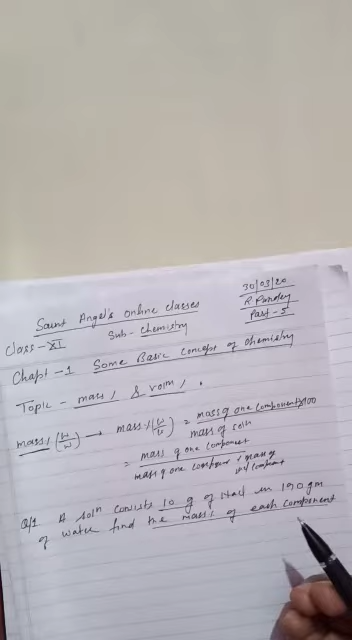 30/03/20
Saint Angel's online classes
R. Pandey
Class - XI
Sub - Chemistry
Part - 5
Chapt - 1 Some Basic Concept of chemistry
Topic - mass% & volm%.
mass% (w/w) → mass% (w/w) = mass of one component×100
mass of soln
= mass of one component
mass of one component + mass of
Q/1 A soln consists 10 g of NaCl in 190 gm
of water find the mass% of each component